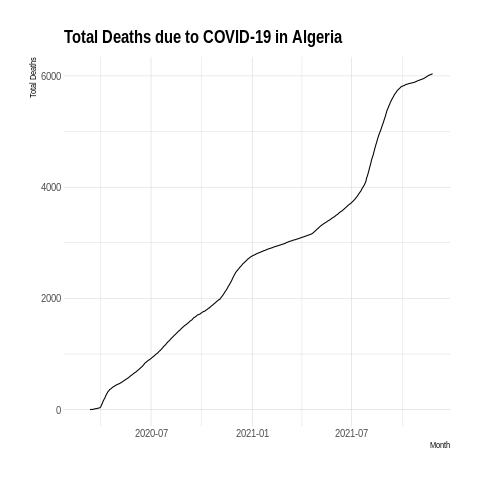 Total Deaths due to COVID-19 in Algeria
Total Deaths
6000
4000
2000
0
2020-07 2021-01 2021-07
Month